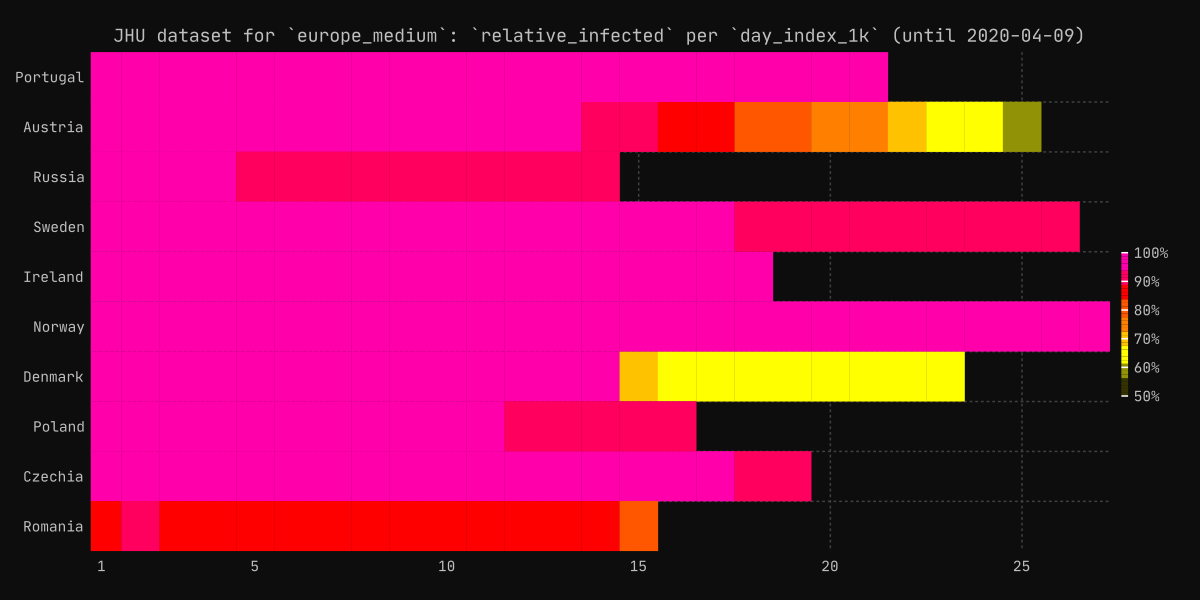 JHU dataset for `europe_medium`: `relative_infected` per `day_index_1k` (until 2020-04-09)
Portugal
Austria
Russia
Sweden
Ireland
Norway
Denmark
Poland
Czechia
Romania
1 5 10 15 20 25
100%
90%
80%
70%
60%
50%